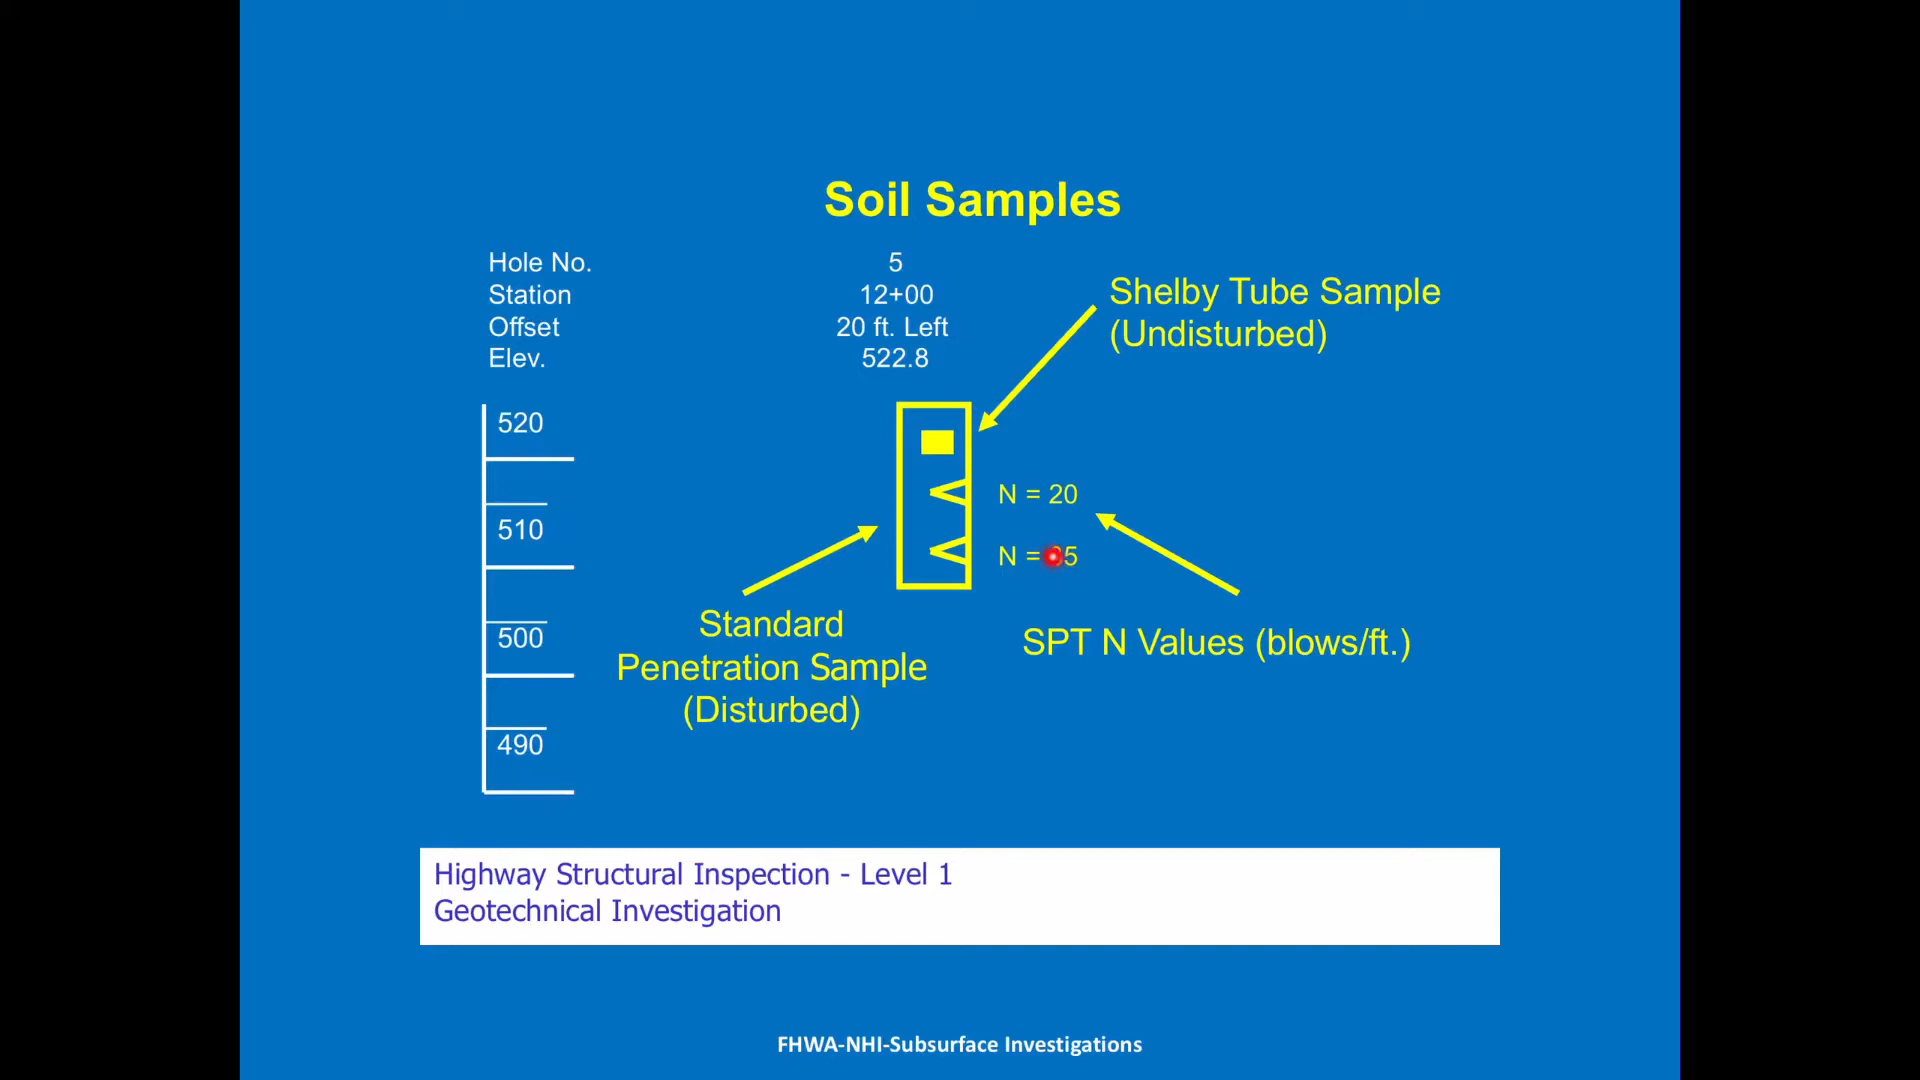 Soil Samples
Hole No. 5
Station 12+00
Offset 20 ft. Left
Elev. 522.8
Shelby Tube Sample
(Undisturbed)
520
510
500
490
N = 20
N =
Standard
Penetration Sample
(Disturbed)
SPT N Values (blows/ft.)
Highway Structural Inspection - Level 1
Geotechnical Investigation
FHWA-NHI-Subsurface Investigations